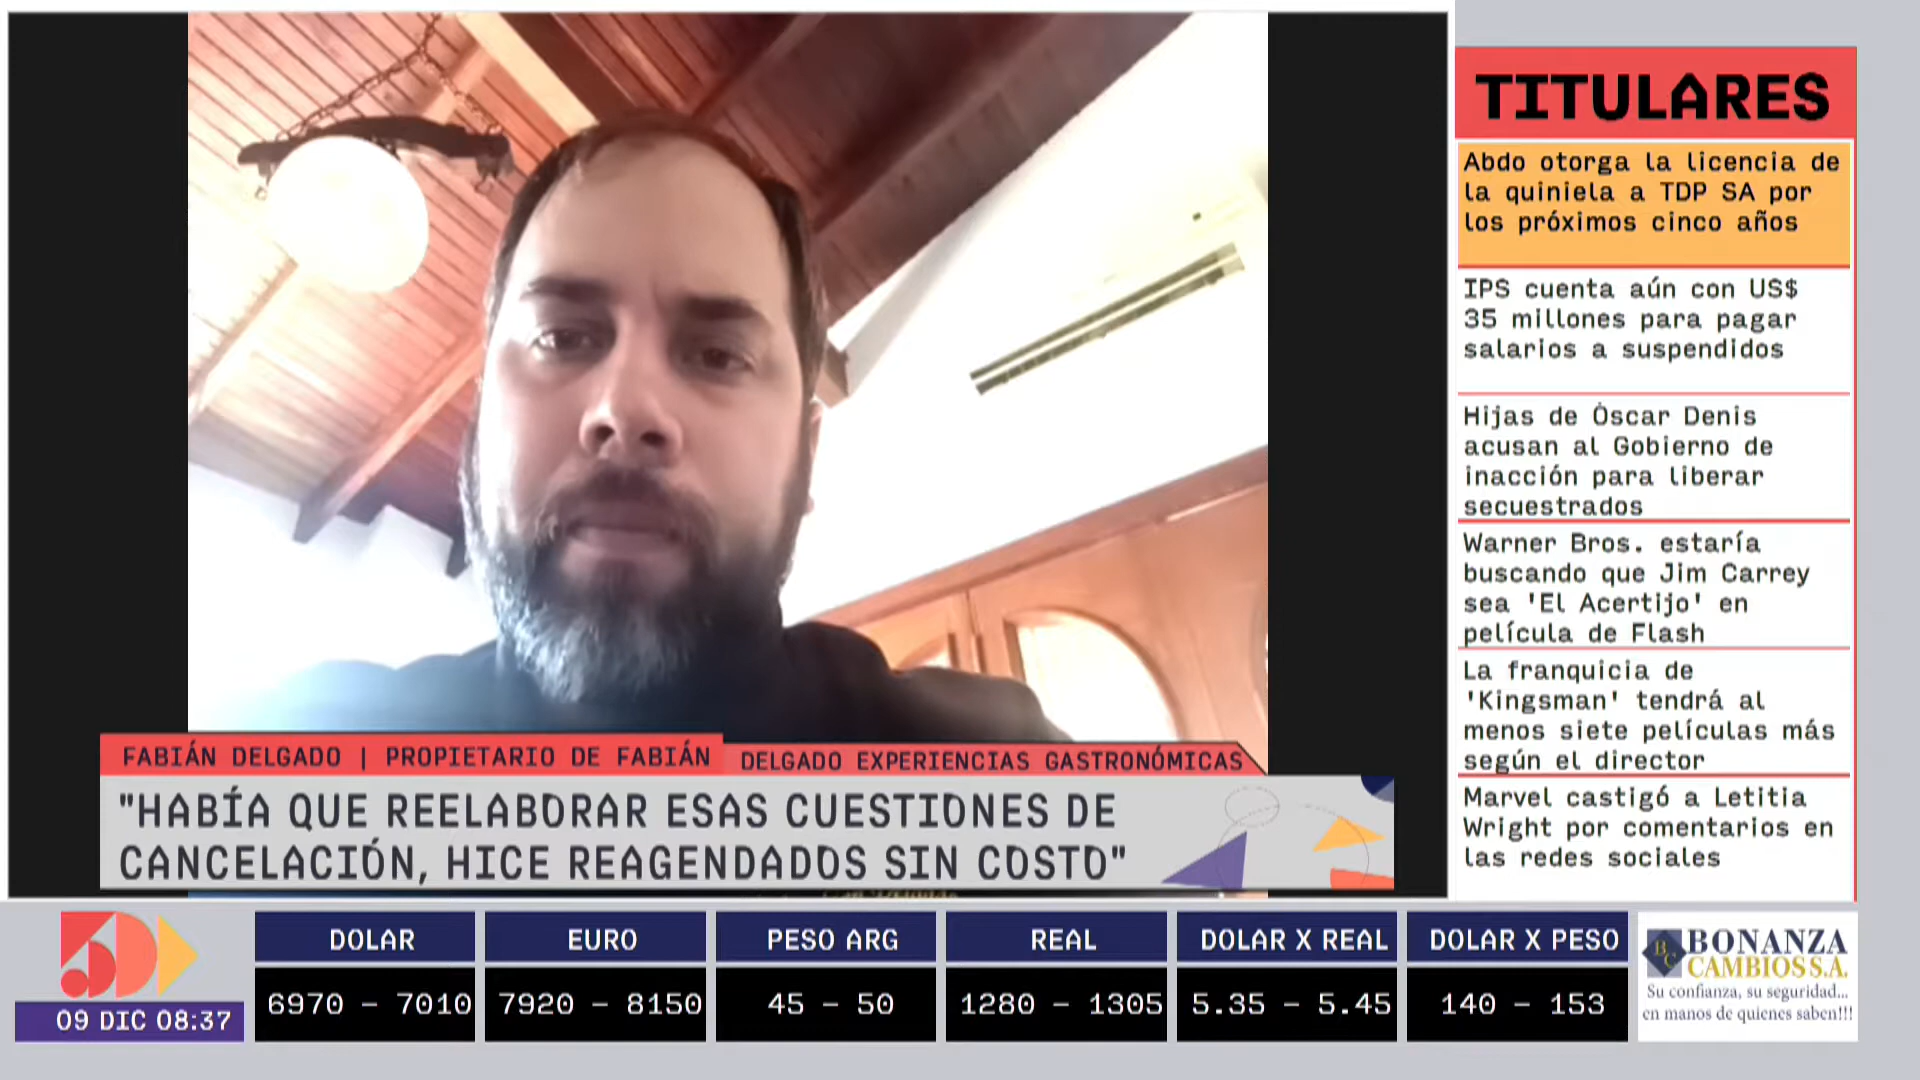 TITULARES
Abdo otorga la licencia de
la quiniela a TDP SA por
los próximos cinco años
IPS cuenta aún con US$
35 millones para pagar
salarios a suspendidos
Hijas de Óscar Denis
acusan al Gobierno de
inacción para liberar
secuestrados
Warner Bros. estaría
buscando que Jim Carrey
sea 'El Acertijo' en
película de Flash
La franquicia de
'Kingsman' tendrá al
menos siete películas más
según el director
Marvel castigó a Letitia
Wright por comentarios en
las redes sociales
FABIÁN DELGADO | PROPIETARIO DE FABIÁN DELGADO EXPERIENCIAS GASTRONÓMICAS
"HABÍA QUE REELABORAR ESAS CUESTIONES DE
CANCELACIÓN, HICE REAGENDADOS SIN COSTO"
5D
09 DIC 08:37
DOLAR
6970 - 7010
EURO
7920 - 8150
PESO ARG
45 - 50
REAL
1280 - 1305
DOLAR X REAL
5.35 - 5.45
DOLAR X PESO
140 - 153
BC
BONANZA
CAMBIOS S.A.
Su confianza, su seguridad...
en manos de quienes saben!!!